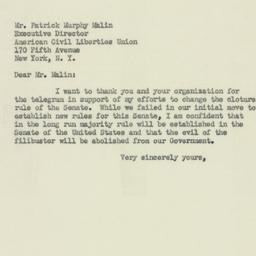 Mr. Patrick Murphy Malin
Executive Director
American Civil Liberties Union
170 Fifth Avenue
New York, N. Y.
Dear Mr. Malin:
I want to thank you and your organization for
the telegram in support of my efforts to change the cloture
rule of the Senate. While we failed in our initial move to
establish new rules for this Senate, I am confident that
in the long run majority rule will be established in the
Senate of the United States and that the evil of the
filibuster will be abolished from our Government.
Very sincerely yours,